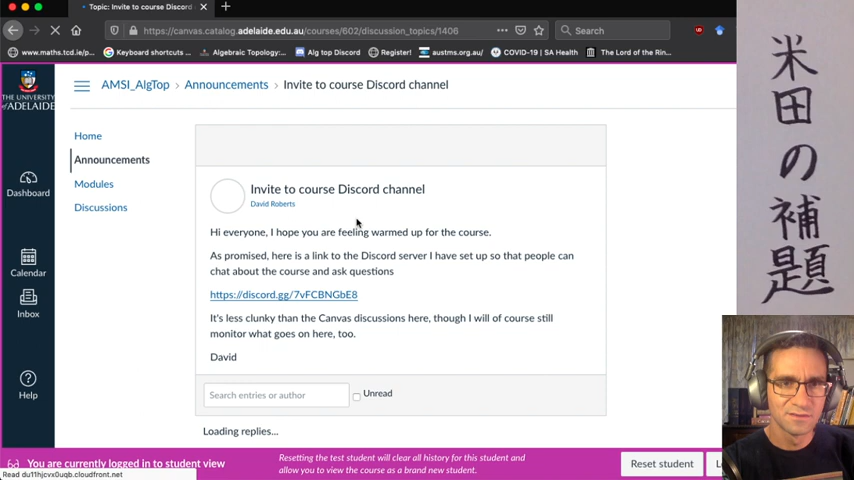 Topic: Invite to course Discord
https://canvas.catalog.adelaide.edu.au/courses/602/discussion_topics/1406
Search
www.maths.tcd.ie/p...
Keyboard shortcuts ...
Algebraic Topology:...
Alg top Discord
Register!
austms.org.au/
COVID-19 | SA Health
The Lord of the Rin...
THE UNIVERSITY
of ADELAIDE
AMSI_AlgTop > Announcements > Invite to course Discord channel
Home
Announcements
Modules
Discussions
Dashboard
Calendar
Inbox
Help
Invite to course Discord channel
David Roberts
Hi everyone, I hope you are feeling warmed up for the course.
As promised, here is a link to the Discord server I have set up so that people can
chat about the course and ask questions
https://discord.gg/7vFCBNGbE8
It's less clunky than the Canvas discussions here, though I will of course still
monitor what goes on here, too.
David
Search entries or author
Unread
Loading replies...
You are currently logged in to student view
Resetting the test student will clear all history for this student and
allow you to view the course as a brand new student.
Reset student
Read du11hjcvx0uqb.cloudfront.net
米田の補題